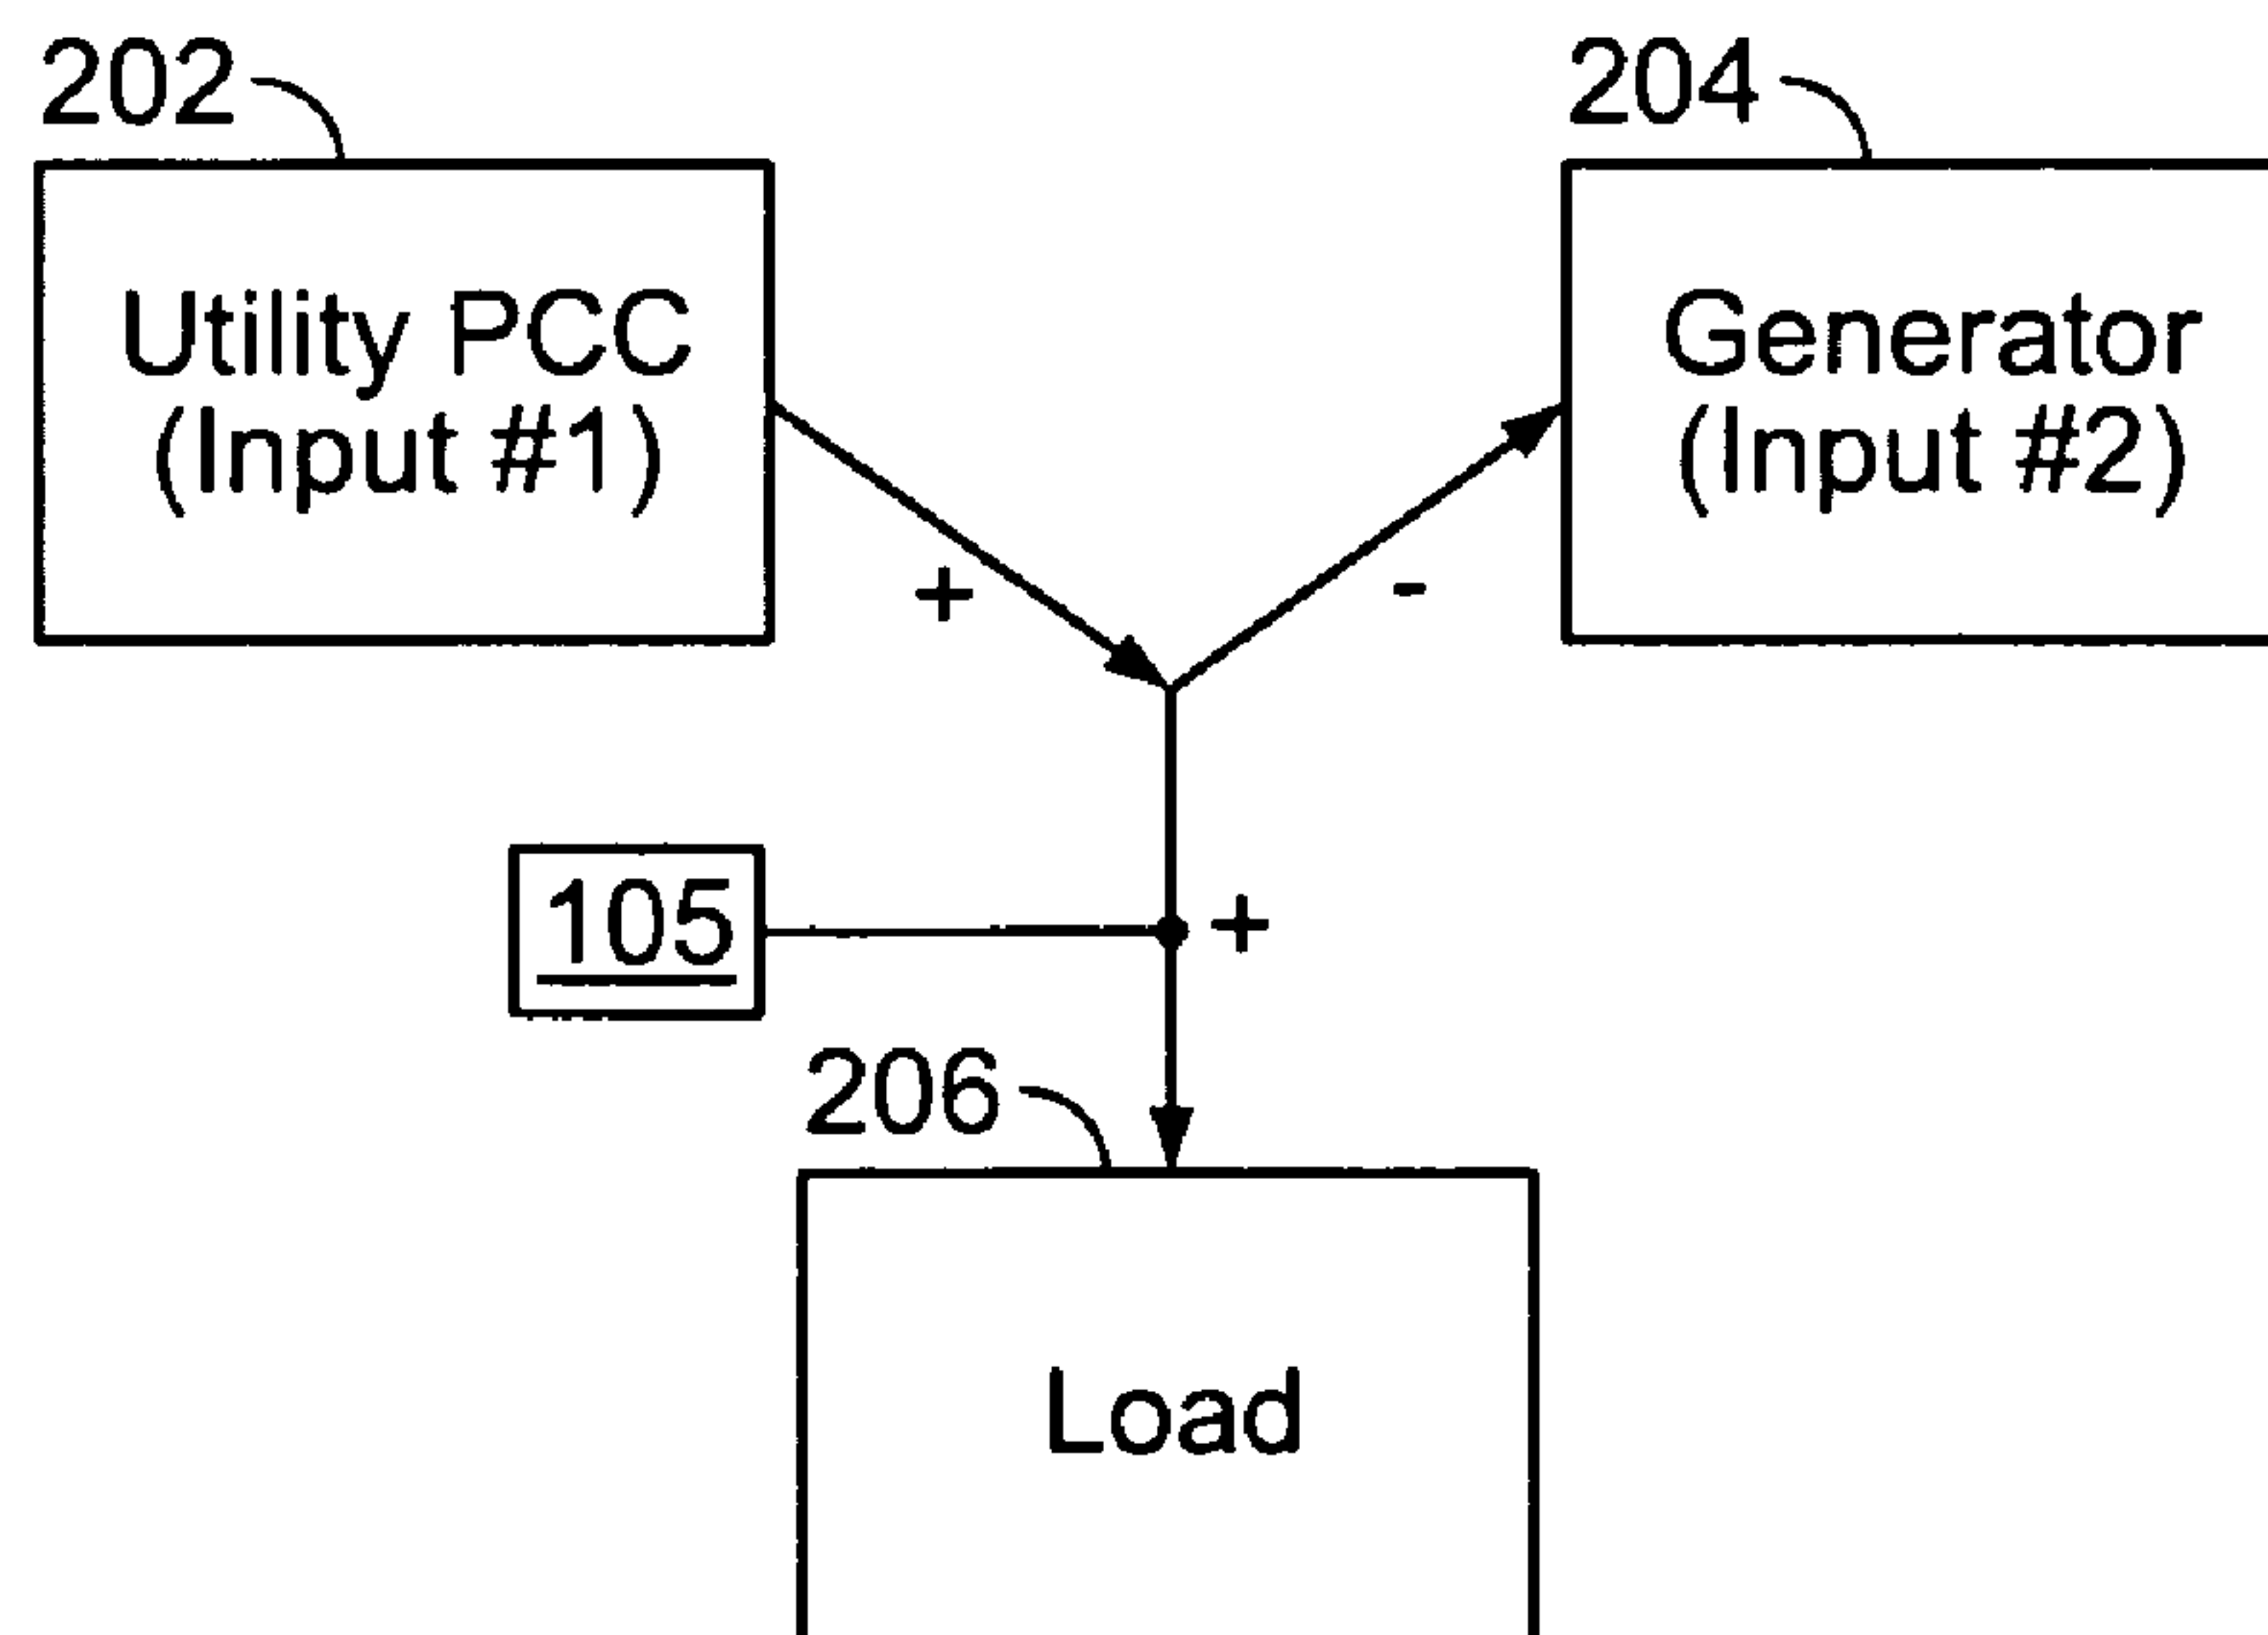 202
204
Utility PCC
(Input #1)
Generator
(Input #2)
+
-
105
+
206
Load